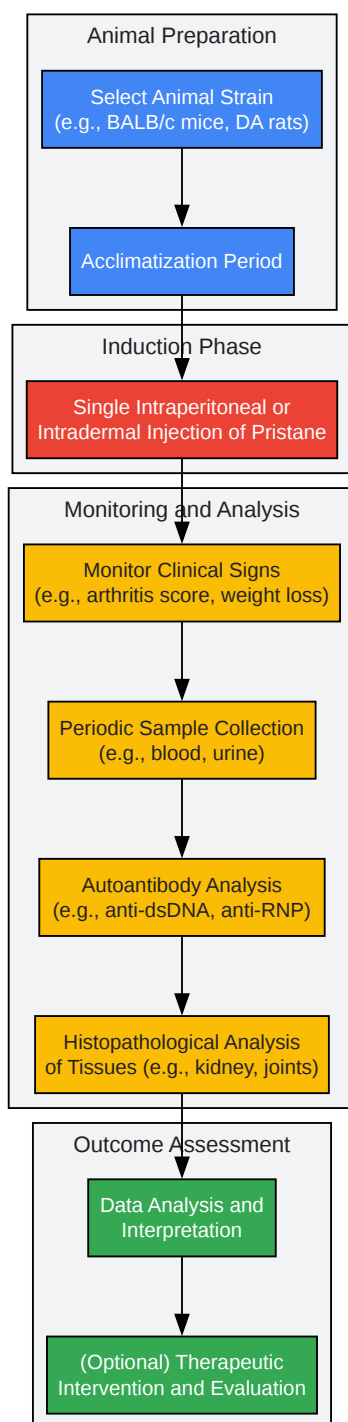 Animal Preparation
Select Animal Strain
(e.g., BALB/c mice, DA rats)
Acclimatization Period
Induction Phase
Single Intraperitoneal or
Intradermal Injection of Pristane
Monitoring and Analysis
Monitor Clinical Signs
(e.g., arthritis score, weight loss)
Periodic Sample Collection
(e.g., blood, urine)
Autoantibody Analysis
(e.g., anti-dsDNA, anti-RNP)
Histopathological Analysis
of Tissues (e.g., kidney, joints)
Outcome Assessment
Data Analysis and
Interpretation
(Optional) Therapeutic
Intervention and Evaluation